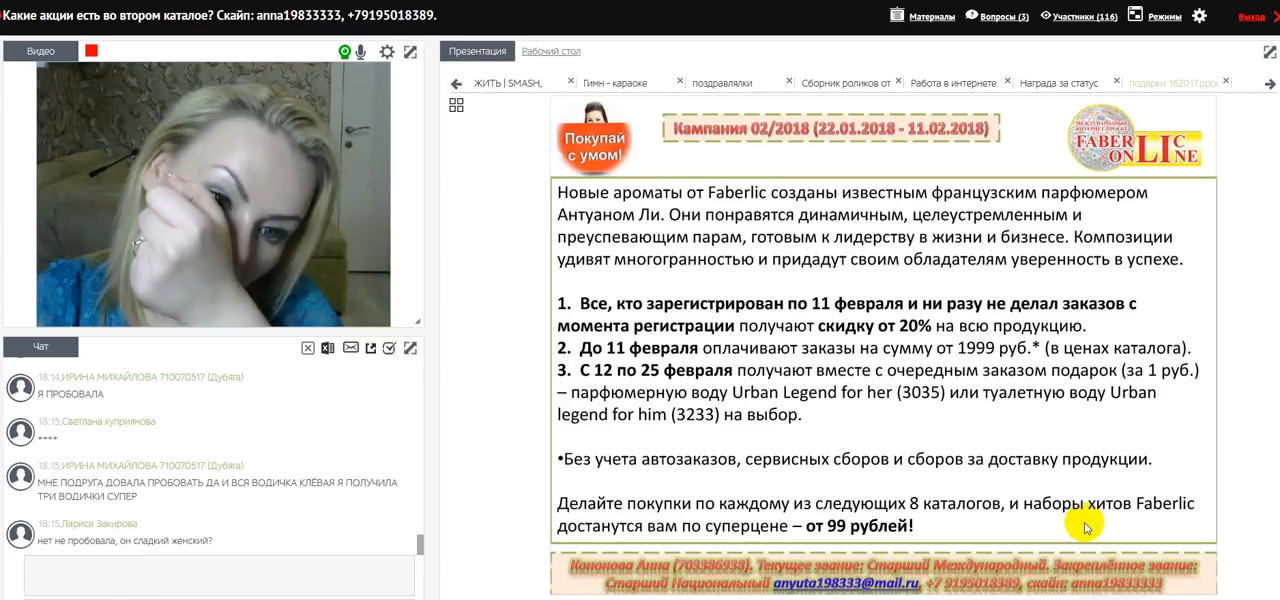 Какие акции есть во втором каталое? Скайп: anna19833333, +79195018389.
Материалы
Вопросы (3)
Участники (116)
Режимы
Выход
Видео
Презентация
Рабочий стол
ЖИТЬ | SMASH,
Гимн - караоке
поздравлялки
Сборник роликов от
Работа в интернете.
Награда за статус
подарки 162017.pptx
Покупай
с умом!
Кампания 02/2018 (22.01.2018 - 11.02.2018)
МЕЖДУНАРОДНЫЙ
ИНТЕРНЕТ-ПРОЕКТ
FABERLIC
ONLINE
Новые ароматы от Faberlic созданы известным французским парфюмером
Антуаном Ли. Они понравятся динамичным, целеустремленным и
преуспевающим парам, готовым к лидерству в жизни и бизнесе. Композиции
удивят многогранностью и придадут своим обладателям уверенность в успехе.
1. Все, кто зарегистрирован по 11 февраля и ни разу не делал заказов с
момента регистрации получают скидку от 20% на всю продукцию.
2. До 11 февраля оплачивают заказы на сумму от 1999 руб.* (в ценах каталога).
3. С 12 по 25 февраля получают вместе с очередным заказом подарок (за 1 руб.)
– парфюмерную воду Urban Legend for her (3035) или туалетную воду Urban
legend for him (3233) на выбор.
•Без учета автозаказов, сервисных сборов и сборов за доставку продукции.
Делайте покупки по каждому из следующих 8 каталогов, и наборы хитов Faberlic
достанутся вам по суперцене – от 99 рублей!
Кононова Анна (703386938). Текущее звание: Старший Международный. Закреплённое звание:
Старший Национальный anyuta198333@mail.ru, +7 9195018389, скайп: anna19833333
Чат
18:14,ИРИНА МИХАЙЛОВА 710070517 (Дубяга)
Я ПРОБОВАЛА
18:15,Светлана куприянова
++++
18:15,ИРИНА МИХАЙЛОВА 710070517 (Дубяга)
МНЕ ПОДРУГА ДОВАЛА ПРОБОВАТЬ ДА И ВСЯ ВОДИЧКА КЛЁВАЯ Я ПОЛУЧИЛА
ТРИ ВОДИЧКИ СУПЕР
18:15,Лариса Закирова
нет не пробовала, он сладкий женский?